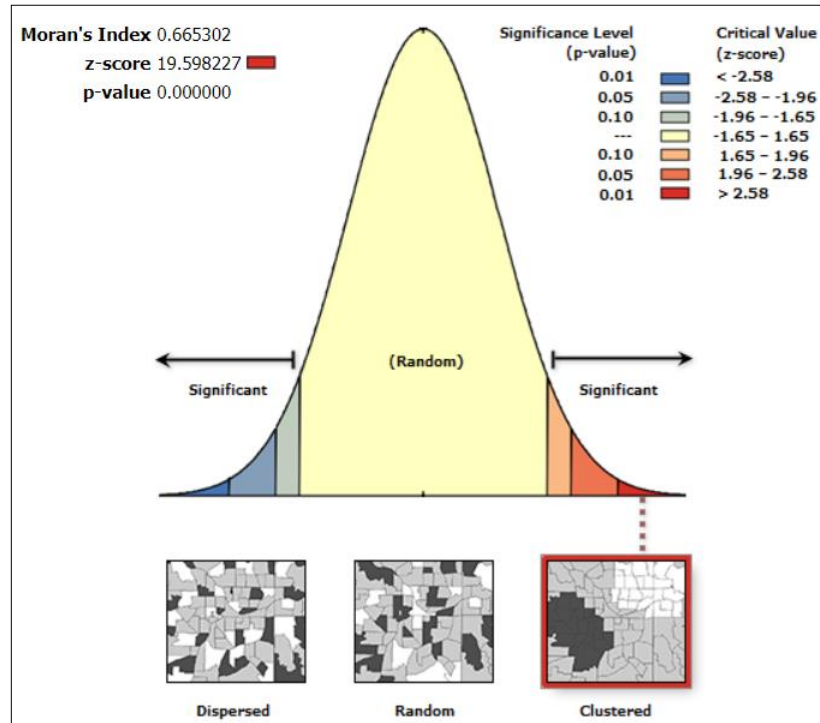 Moran's Index 0.665302
z-score 19.598227
p-value 0.000000
Significance Level
(p-value)
Critical Value
(z-score)
0.01 < -2.58
0.05 -2.58 – -1.96
0.10 -1.96 – -1.65
--- -1.65 – 1.65
0.10 1.65 – 1.96
0.05 1.96 – 2.58
0.01 > 2.58
(Random)
Significant
Significant
Dispersed
Random
Clustered